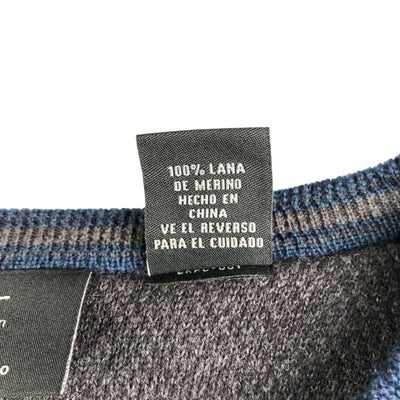 100% LANA
DE MERINO
HECHO EN
CHINA
VE EL REVERSO
PARA EL CUIDADO